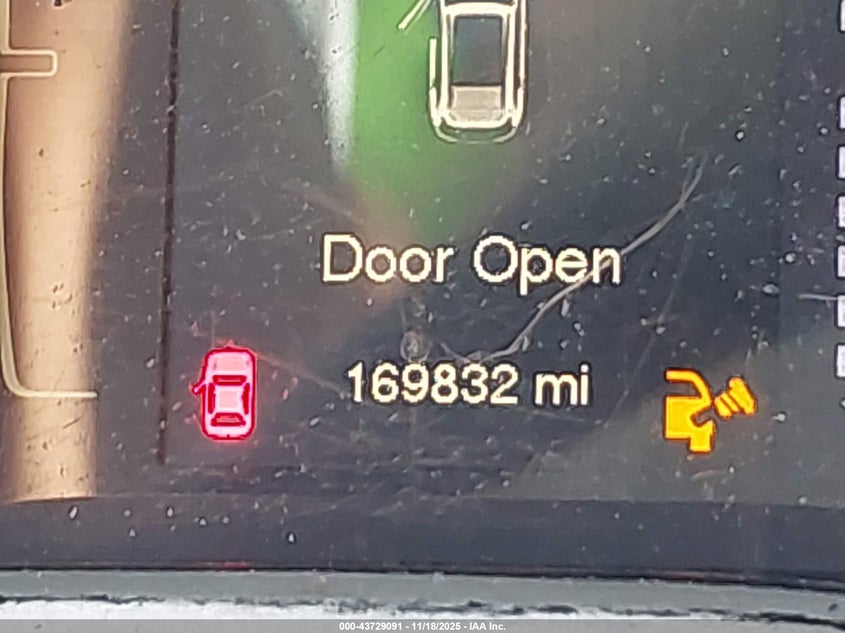 Door Open
169832 mi
000-43729091 - 11/18/2025 - IAA Inc.